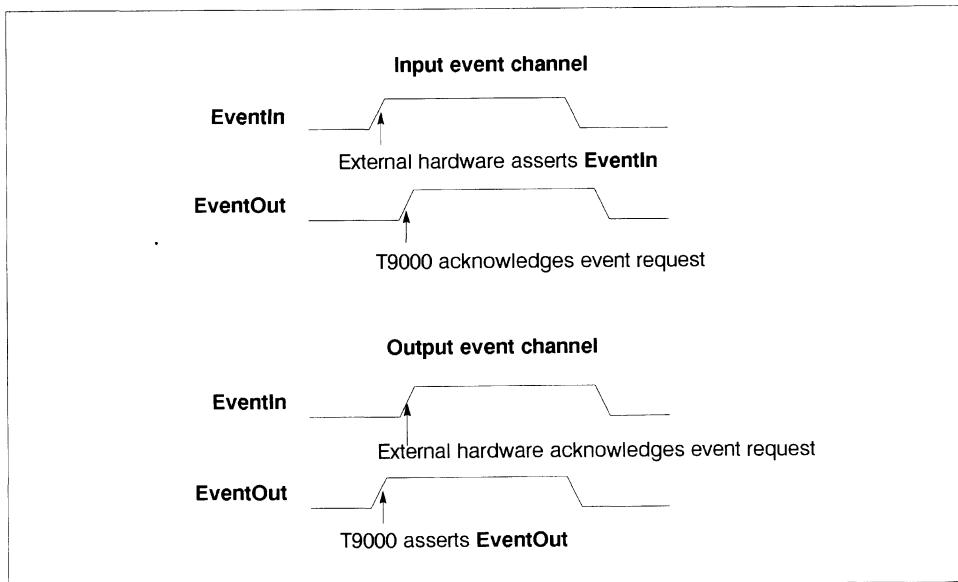 Input event channel
EventIn
External hardware asserts EventIn
EventOut
T9000 acknowledges event request
Output event channel
EventIn
External hardware acknowledges event request
EventOut
T9000 asserts EventOut